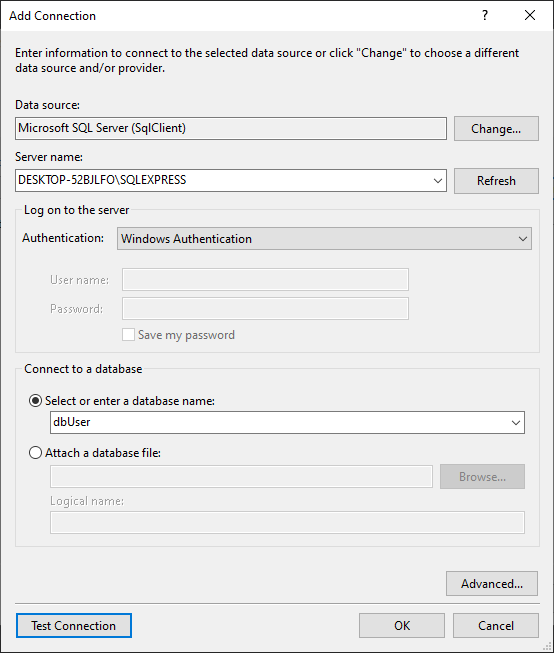 Add Connection
?
Enter information to connect to the selected data source or click "Change" to choose a different
data source and/or provider.
Data source:
Microsoft SQL Server (SqlClient)
Change...
Server name:
DESKTOP-52BJLFO\SQLEXPRESS
Refresh
Log on to the server
Authentication:
Windows Authentication
User name:
Password:
Save my password
Connect to a database
Select or enter a database name:
dbUser
Attach a database file:
Browse...
Logical name:
Advanced...
Test Connection
OK
Cancel